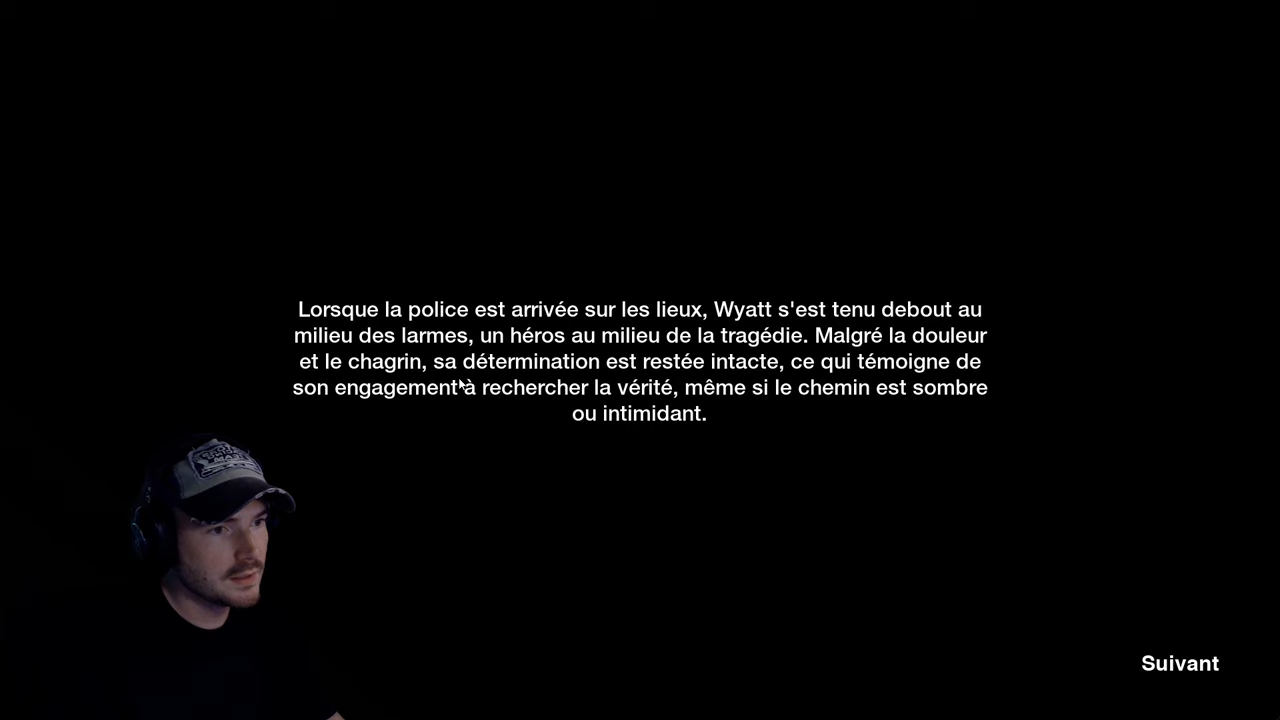 Lorsque la police est arrivée sur les lieux, Wyatt s'est tenu debout au
milieu des larmes, un héros au milieu de la tragédie. Malgré la douleur
et le chagrin, sa détermination est restée intacte, ce qui témoigne de
son engagement à rechercher la vérité, même si le chemin est sombre
ou intimidant.
Suivant